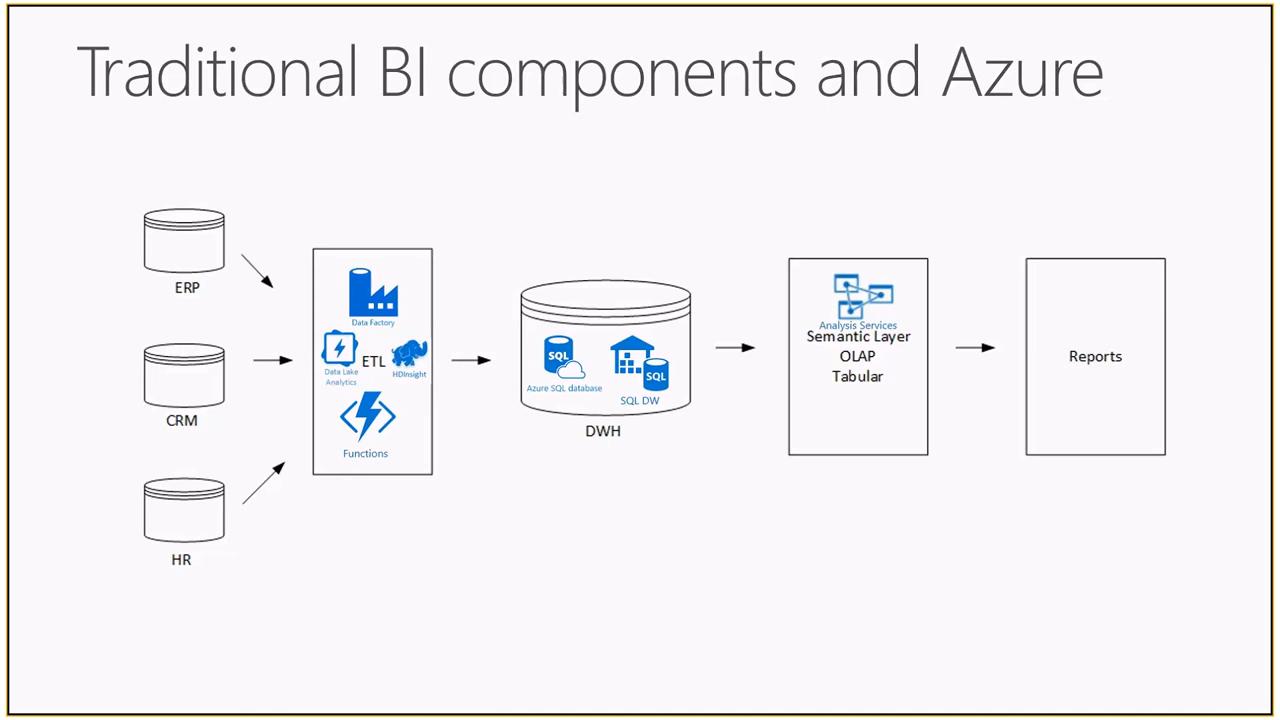 Traditional BI components and Azure
ERP
CRM
HR
Data Factory
Data Lake
Analytics
ETL
HDInsight
Functions
SQL
Azure SQL database
SQL
SQL DW
DWH
Analysis Services
Semantic Layer
OLAP
Tabular
Reports